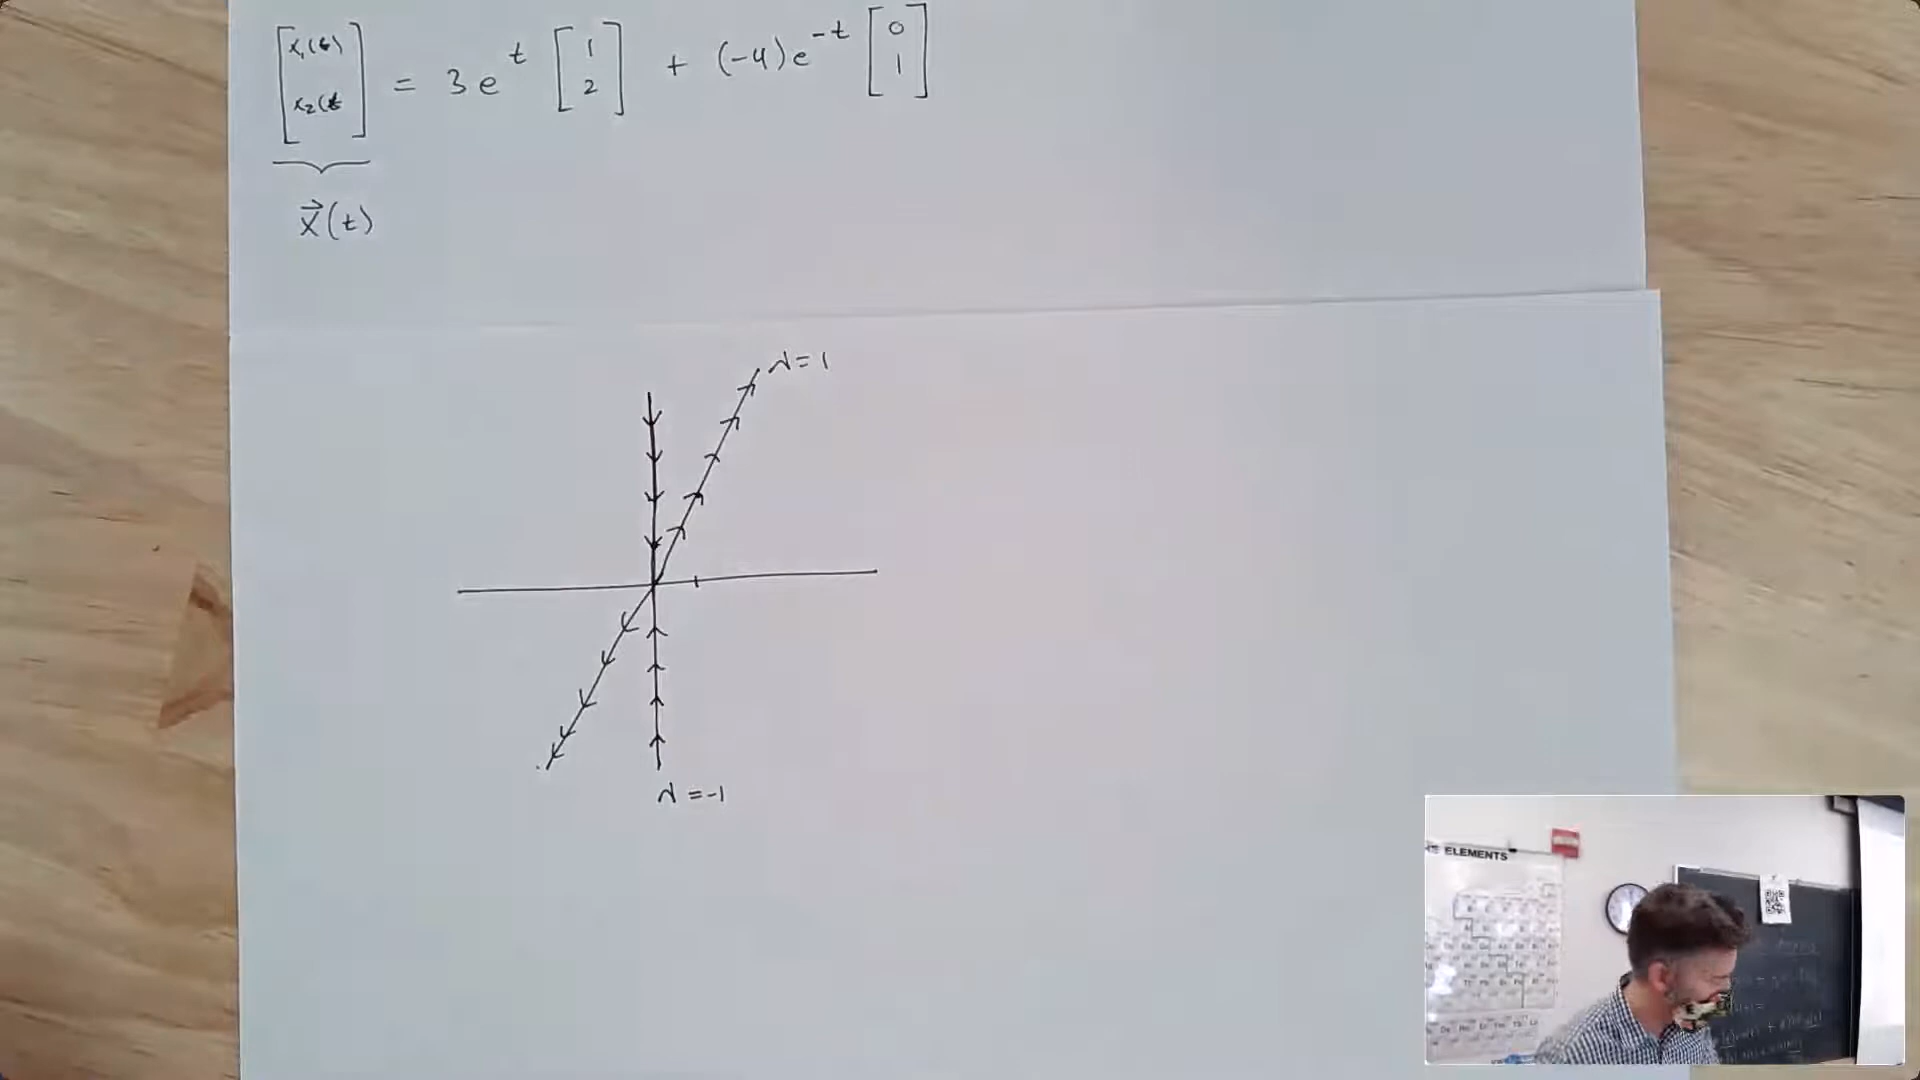 [x₁(t) x₂(t] = 3e^t [1 2] + (-4)e^-t [0 1]
x⃗(t)
λ=1
λ=-1
ELEMENTS